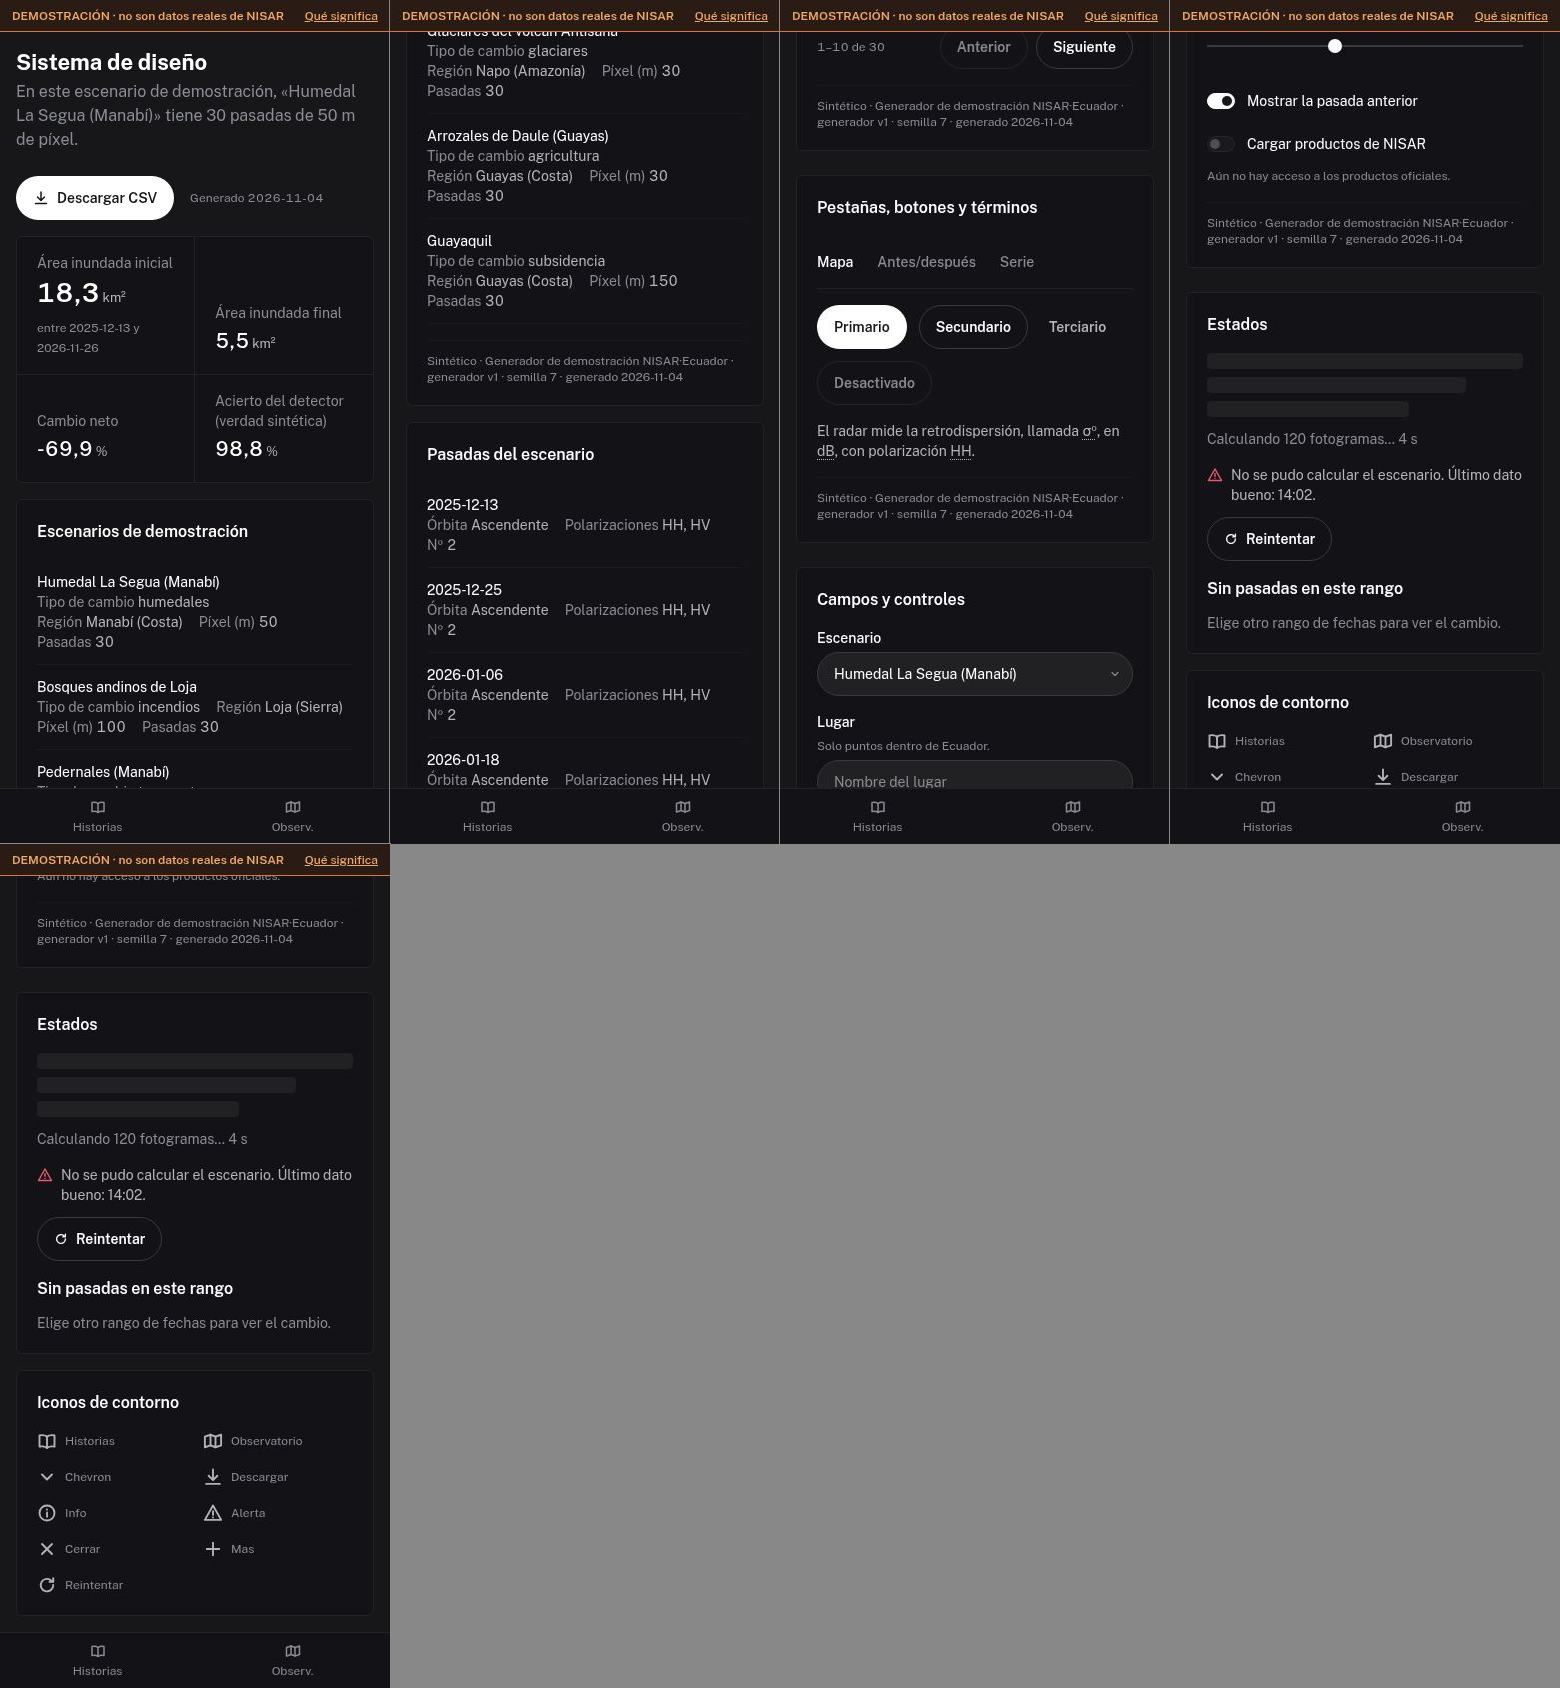 DEMOSTRACIÓN · no son datos reales de NISAR Qué significa
Sistema de diseño
En este escenario de demostración, «Humedal
La Segua (Manabí)» tiene 30 pasadas de 50 m
de píxel.
Descargar CSV Generado 2026-11-04
Área inundada inicial
18,3 km²
entre 2025-12-13 y
2026-11-26
Área inundada final
5,5 km²
Cambio neto
-69,9 %
Acierto del detector
(verdad sintética)
98,8 %
Escenarios de demostración
Humedal La Segua (Manabí)
Tipo de cambio humedales
Región Manabí (Costa) Píxel (m) 50
Pasadas 30
Bosques andinos de Loja
Tipo de cambio incendios Región Loja (Sierra)
Píxel (m) 100 Pasadas 30
Pedernales (Manabí)
Historias Observ.
DEMOSTRACIÓN · no son datos reales de NISAR Qué significa
Glaciares del volcán Antisana
Tipo de cambio glaciares
Región Napo (Amazonía) Píxel (m) 30
Pasadas 30
Arrozales de Daule (Guayas)
Tipo de cambio agricultura
Región Guayas (Costa) Píxel (m) 30
Pasadas 30
Guayaquil
Tipo de cambio subsidencia
Región Guayas (Costa) Píxel (m) 150
Pasadas 30
Sintético · Generador de demostración NISAR·Ecuador ·
generador v1 · semilla 7 · generado 2026-11-04
Pasadas del escenario
2025-12-13
Órbita Ascendente Polarizaciones HH, HV
Nº 2
2025-12-25
Órbita Ascendente Polarizaciones HH, HV
Nº 2
2026-01-06
Órbita Ascendente Polarizaciones HH, HV
Nº 2
2026-01-18
Órbita Ascendente Polarizaciones HH, HV
Historias Observ.
DEMOSTRACIÓN · no son datos reales de NISAR Qué significa
1–10 de 30 Anterior Siguiente
Sintético · Generador de demostración NISAR·Ecuador ·
generador v1 · semilla 7 · generado 2026-11-04
Pestañas, botones y términos
Mapa Antes/después Serie
Primario Secundario Terciario
Desactivado
El radar mide la retrodispersión, llamada σº, en
dB, con polarización HH.
Sintético · Generador de demostración NISAR·Ecuador ·
generador v1 · semilla 7 · generado 2026-11-04
Campos y controles
Escenario
Humedal La Segua (Manabí)
Lugar
Solo puntos dentro de Ecuador.
Nombre del lugar
Historias Observ.
DEMOSTRACIÓN · no son datos reales de NISAR Qué significa
Mostrar la pasada anterior
Cargar productos de NISAR
Aún no hay acceso a los productos oficiales.
Sintético · Generador de demostración NISAR·Ecuador ·
generador v1 · semilla 7 · generado 2026-11-04
Estados
Calculando 120 fotogramas… 4 s
No se pudo calcular el escenario. Último dato
bueno: 14:02.
Reintentar
Sin pasadas en este rango
Elige otro rango de fechas para ver el cambio.
Iconos de contorno
Historias Observatorio
Chevron Descargar
Historias Observ.
DEMOSTRACIÓN · no son datos reales de NISAR Qué significa
Aún no hay acceso a los productos oficiales.
Sintético · Generador de demostración NISAR·Ecuador ·
generador v1 · semilla 7 · generado 2026-11-04
Estados
Calculando 120 fotogramas… 4 s
No se pudo calcular el escenario. Último dato
bueno: 14:02.
Reintentar
Sin pasadas en este rango
Elige otro rango de fechas para ver el cambio.
Iconos de contorno
Historias Observatorio
Chevron Descargar
Info Alerta
Cerrar Mas
Reintentar
Historias Observ.